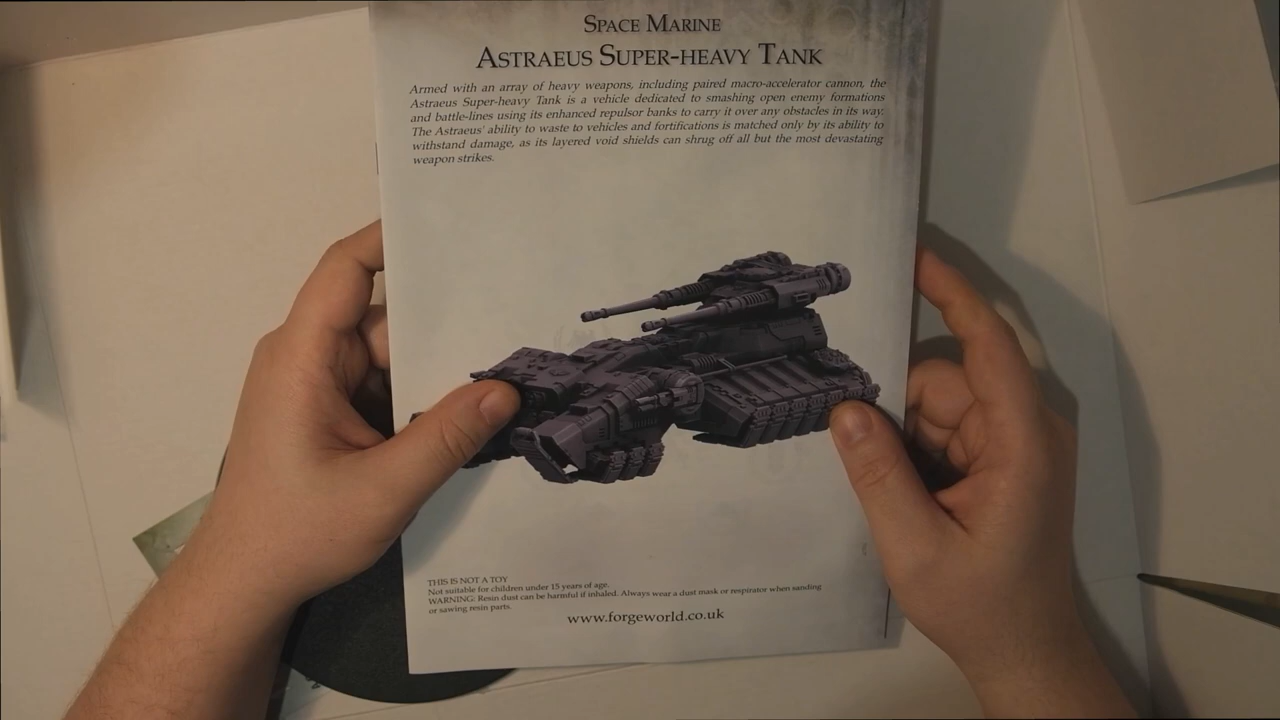 SPACE MARINE
ASTRAEUS SUPER-HEAVY TANK
Armed with an array of heavy weapons, including paired macro-accelerator cannon, the
Astraeus Super-heavy Tank is a vehicle dedicated to smashing open enemy formations
and battle-lines using its enhanced repulsor banks to carry it over any obstacles in its way.
The Astraeus' ability to waste to vehicles and fortifications is matched only by its ability to
withstand damage, as its layered void shields can shrug off all but the most devastating
weapon strikes.
THIS IS NOT A TOY
Not suitable for children under 15 years of age.
WARNING: Resin dust can be harmful if inhaled. Always wear a dust mask or respirator when sanding
or sawing resin parts.
www.forgeworld.co.uk